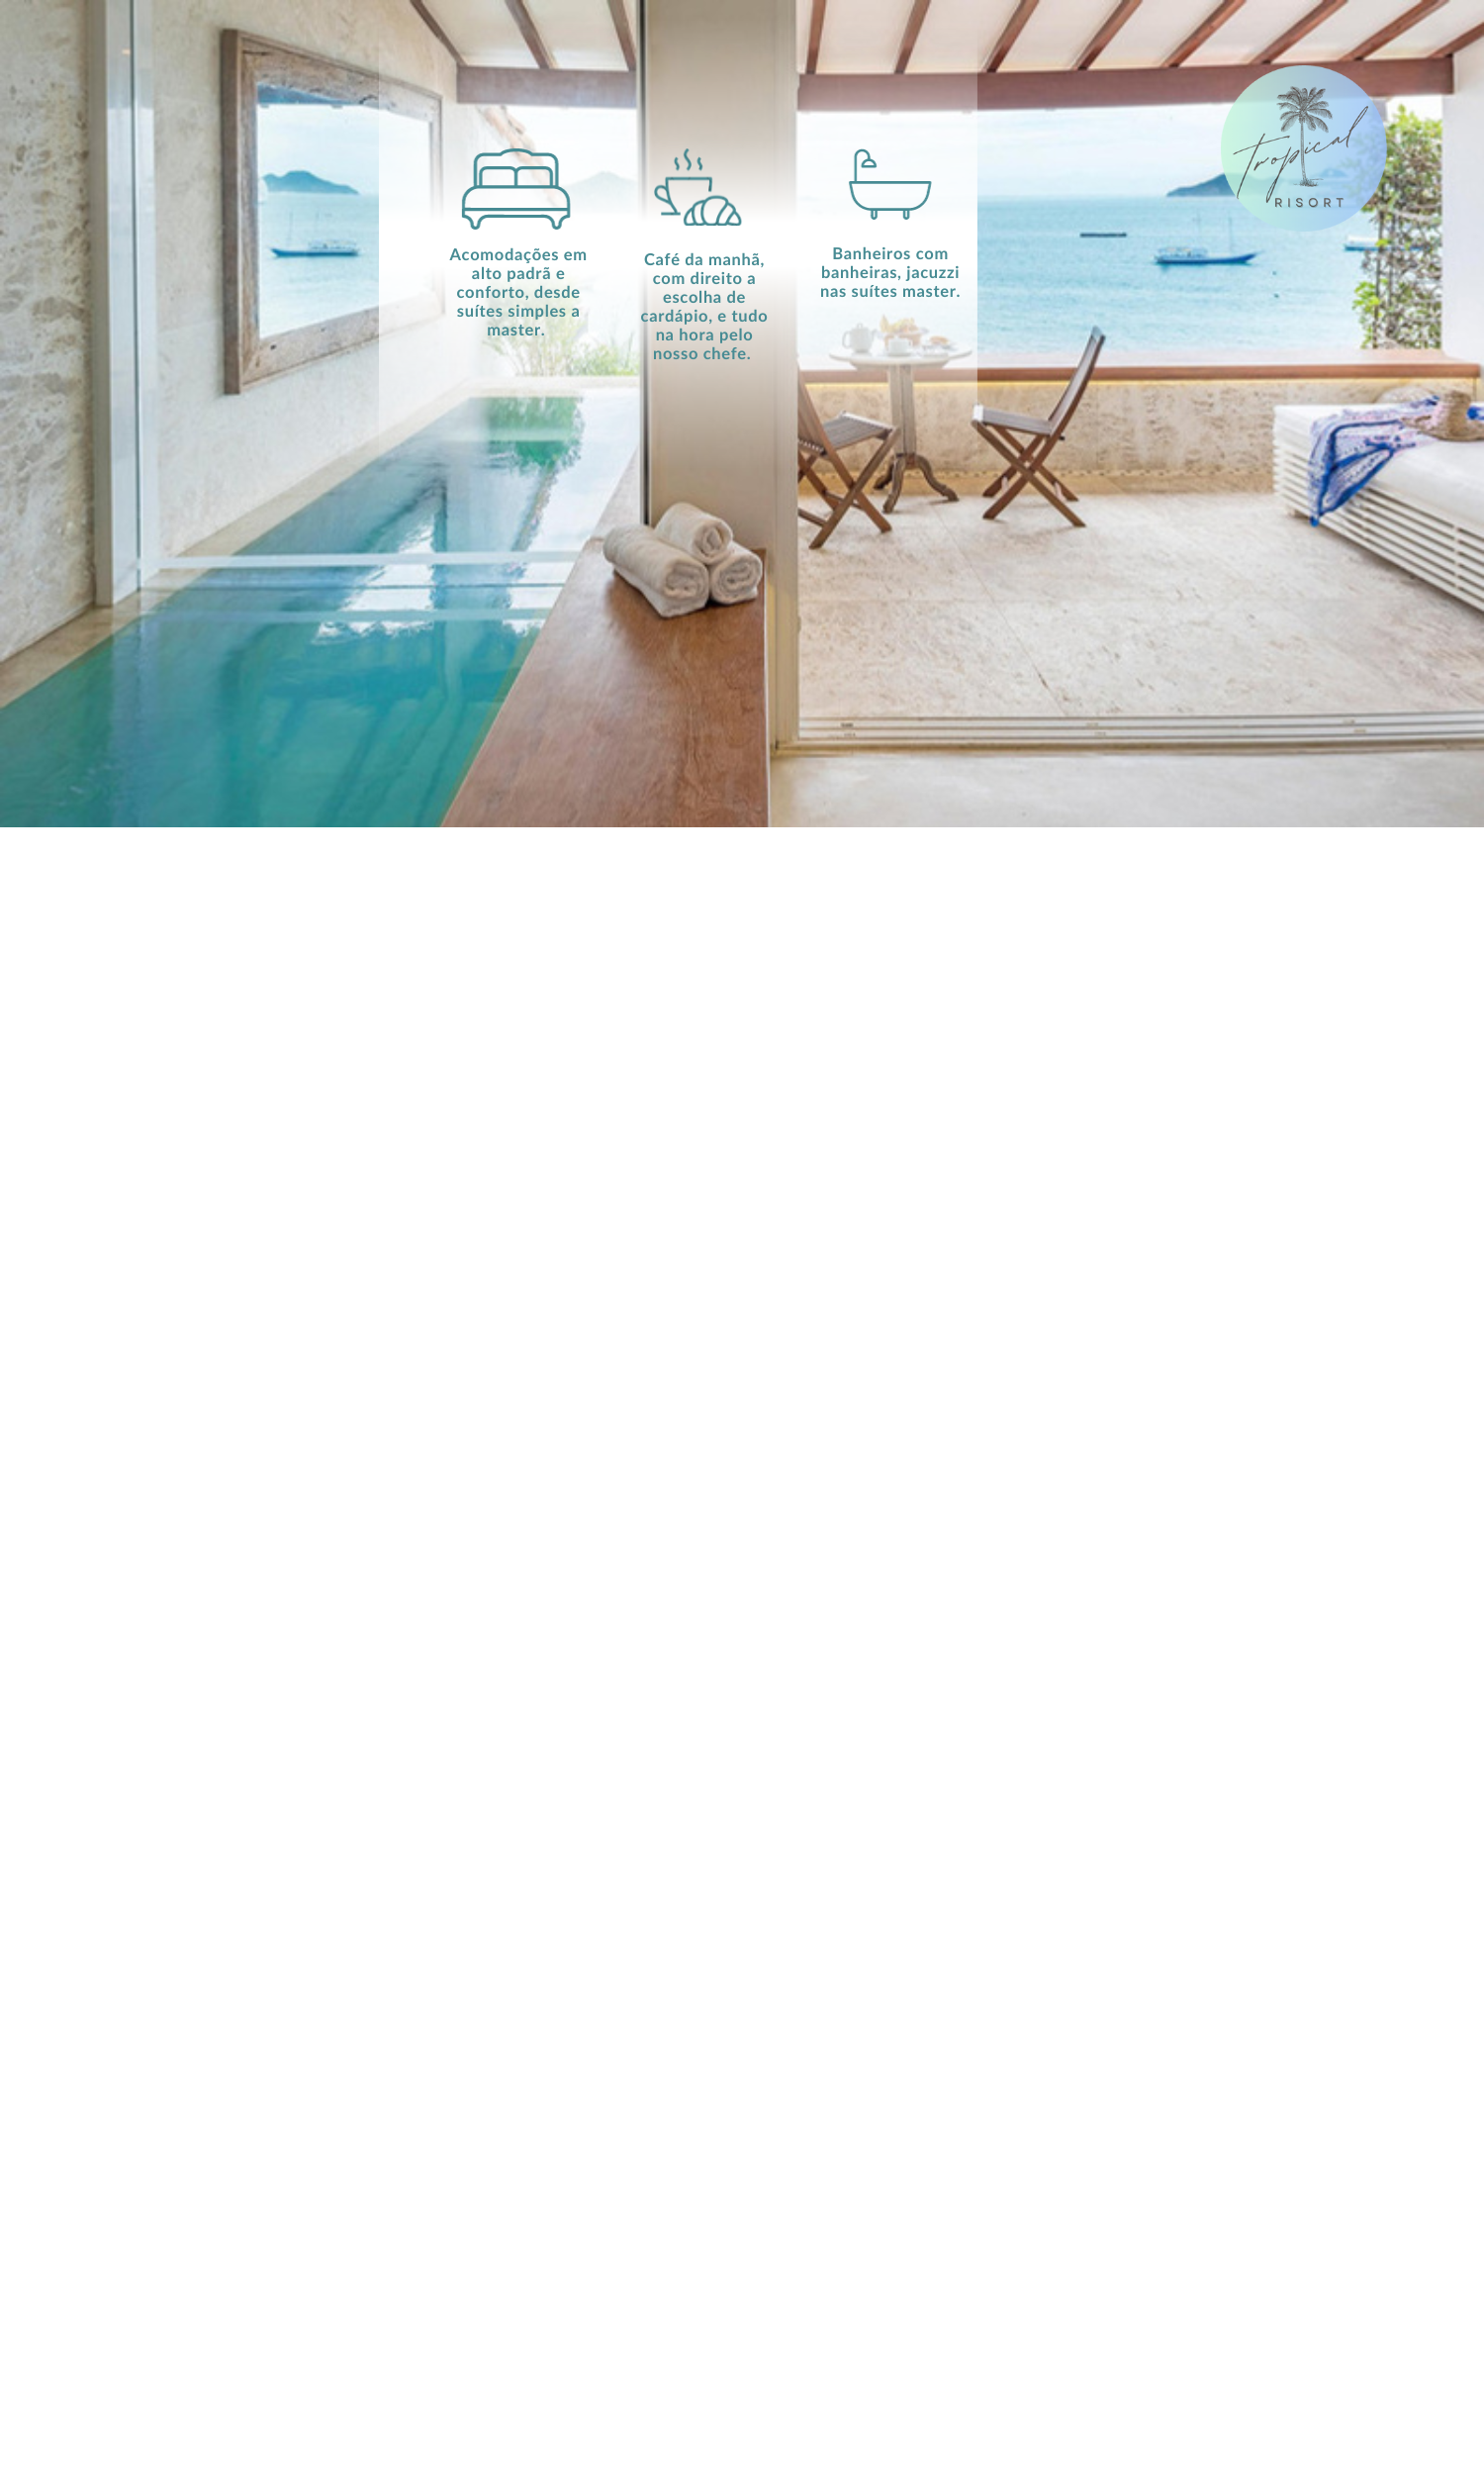 Acomodações em
alto padrã e
conforto, desde
suítes simples a
master.
Café da manhã,
com direito a
escolha de
cardápio, e tudo
na hora pelo
nosso chefe.
Banheiros com
banheiras, jacuzzi
nas suítes master.
Tropical
RISORT